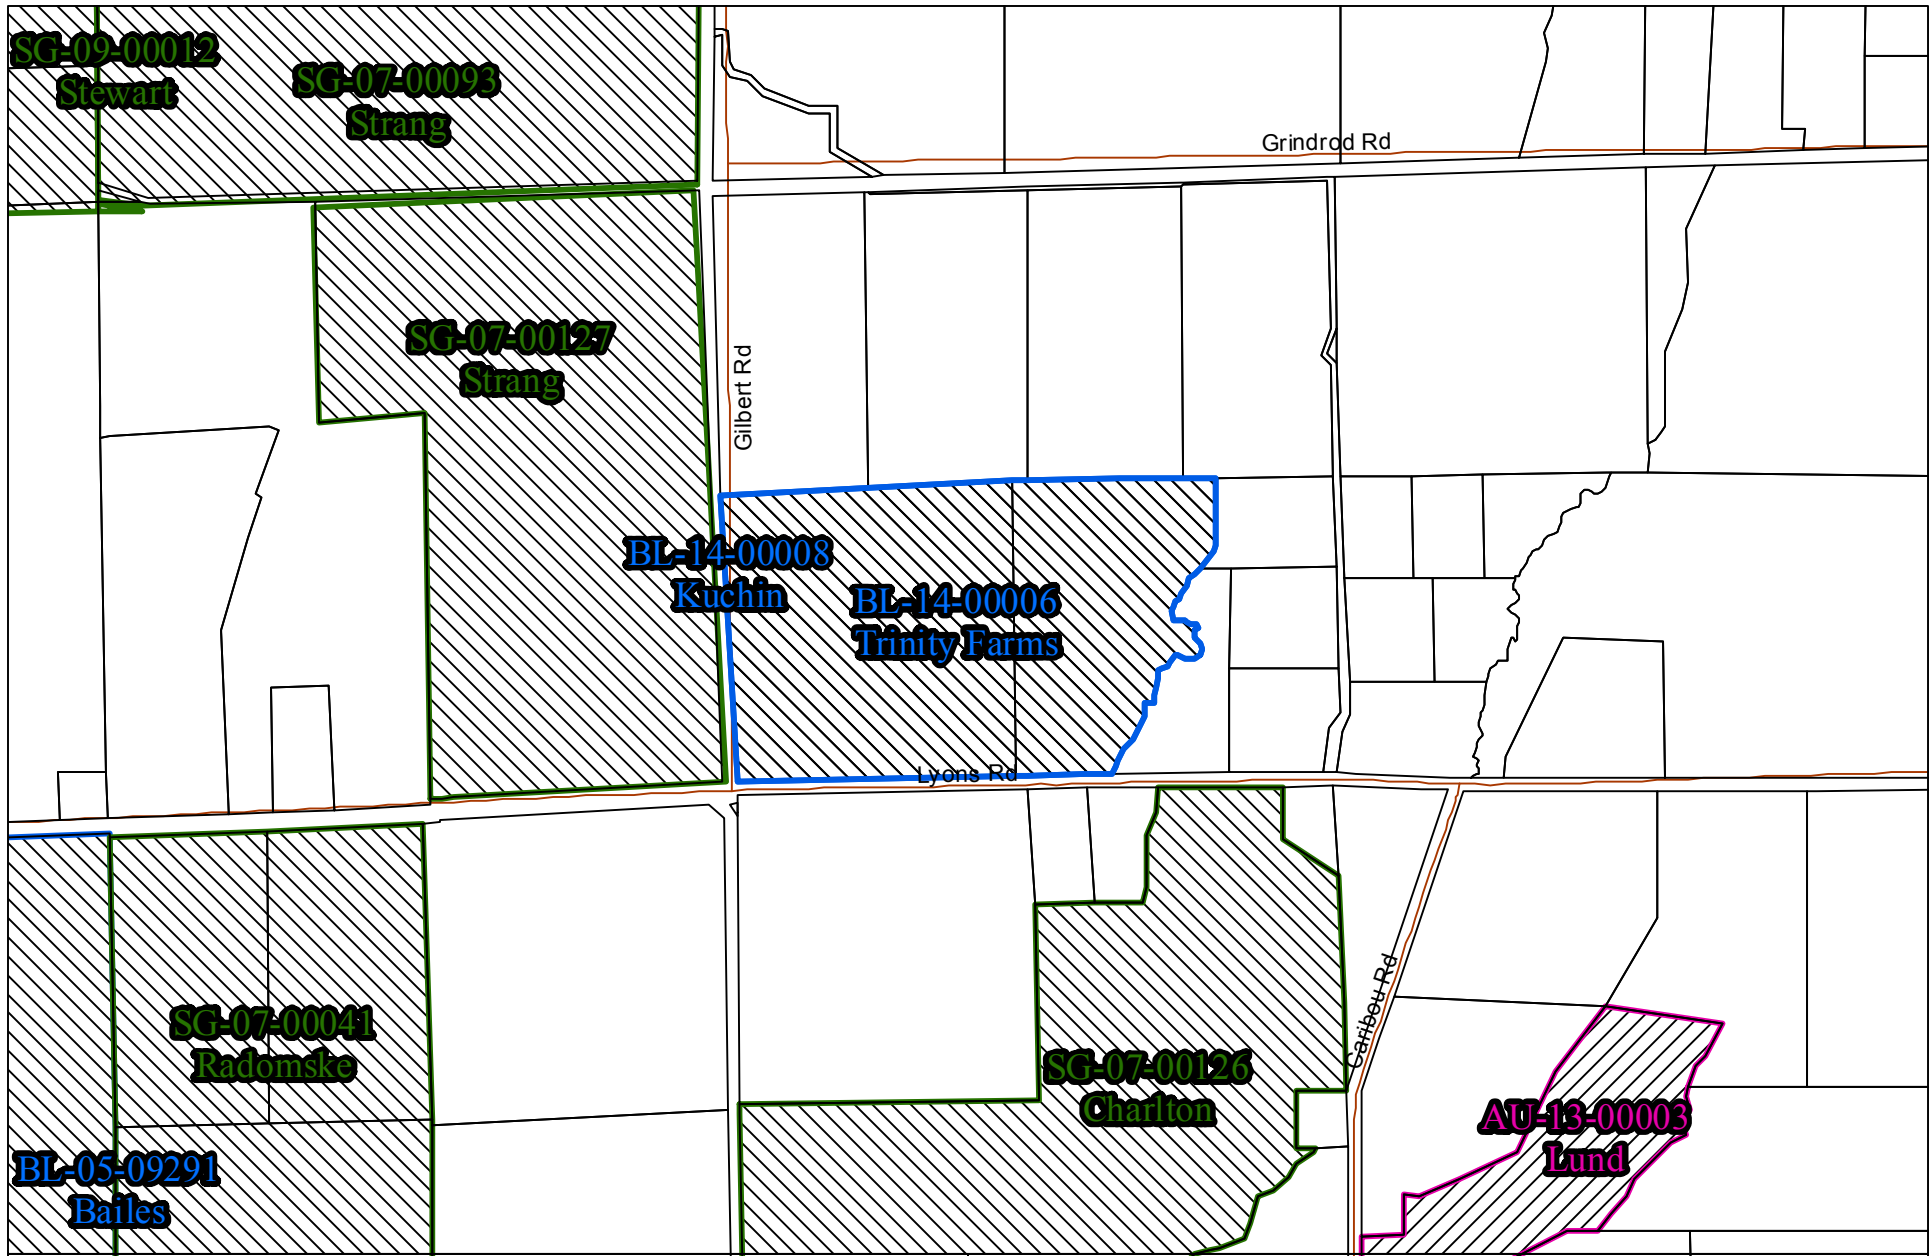 SG-09-00012
Stewart
SG-07-00093
Strang
Grindrod Rd
SG-07-00127
Strang
Gilbert Rd
BL-14-00008
Kuchin
BL-14-00006
Trinity Farms
Lyons Rd
SG-07-00041
Radomske
Caribou Rd
SG-07-00126
Charlton
AU-13-00003
Lund
BL-05-09291
Bailes